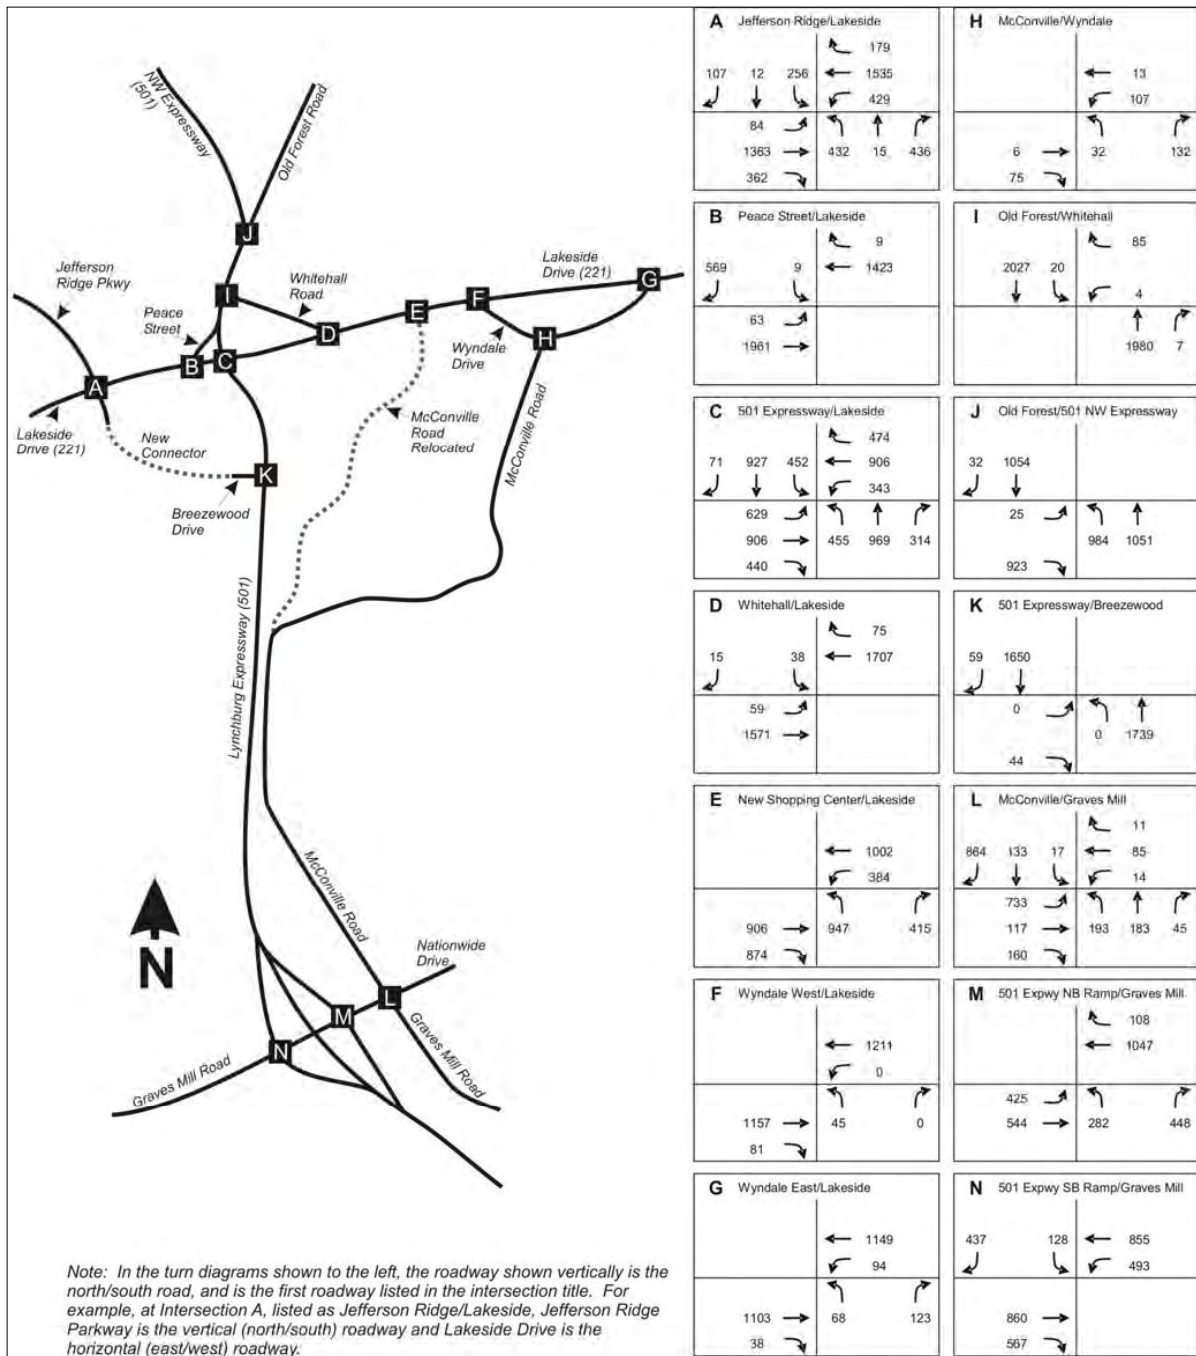 NW Expressway
(501)
Old Forest Road
J
Jefferson
Ridge Pkwy
Lakeside
Drive (221)
G
Whitehall
Road
I
E
F
Peace
Street
D
H
B
C
Wyndale
Drive
A
Lakeside
Drive (221)
New
Connector
McConville
Road
Relocated
McConville Road
K
Breezewood
Drive
Lynchburg Expressway (501)
McConville Road
N
Nationwide
Drive
L
M
N
Graves Mill Road
Graves Mill Road
Note: In the turn diagrams shown to the left, the roadway shown vertically is the
north/south road, and is the first roadway listed in the intersection title. For
example, at Intersection A, listed as Jefferson Ridge/Lakeside, Jefferson Ridge
Parkway is the vertical (north/south) roadway and Lakeside Drive is the
horizontal (east/west) roadway.
A Jefferson Ridge/Lakeside
179
107 12 256 1535
429
84
1363 432 15 436
362
B Peace Street/Lakeside
9
569 9 1423
63
1961
C 501 Expressway/Lakeside
474
71 927 452 906
343
629
906 455 969 314
440
D Whitehall/Lakeside
75
15 38 1707
59
1571
E New Shopping Center/Lakeside
1002
384
906 947 415
874
F Wyndale West/Lakeside
1211
0
1157 45 0
81
G Wyndale East/Lakeside
1149
94
1103 68 123
38
H McConville/Wyndale
13
107
6 32 132
75
I Old Forest/Whitehall
85
2027 20
4
1980 7
J Old Forest/501 NW Expressway
32 1054
25
984 1051
923
K 501 Expressway/Breezewood
59 1650
0
0 1739
44
L McConville/Graves Mill
11
864 133 17 85
14
733
117 193 183 45
160
M 501 Expwy NB Ramp/Graves Mill
108
1047
425
544 282 448
N 501 Expwy SB Ramp/Graves Mill
437 128 855
493
860
567